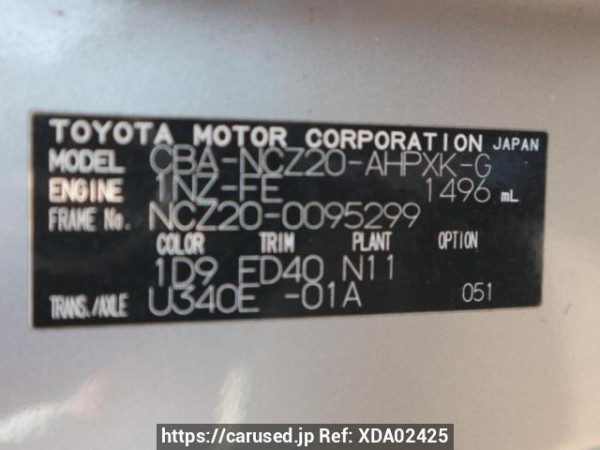 TOYOTA MOTOR CORPORATION JAPAN
MODEL CBA-NCZ20-AHPXK-G
ENGINE 1NZ-FE 1496 mL
FRAME No. NCZ20-0095299
COLOR TRIM PLANT OPTION
1D9 FD40 N11
TRANS./AXLE U340E -01A 051
https://carused.jp Ref: XDA02425